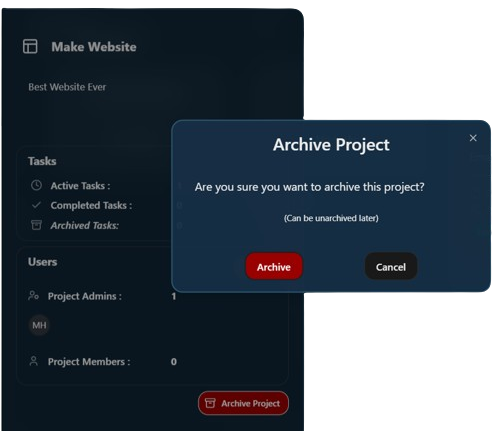 Make Website
Best Website Ever
Archive Project
Are you sure you want to archive this project?
(Can be unarchived later)
Archive
Cancel
Tasks
Active Tasks :
Completed Tasks :
Archived Tasks:
Users
Project Admins : 1
MH
Project Members : 0
Archive Project